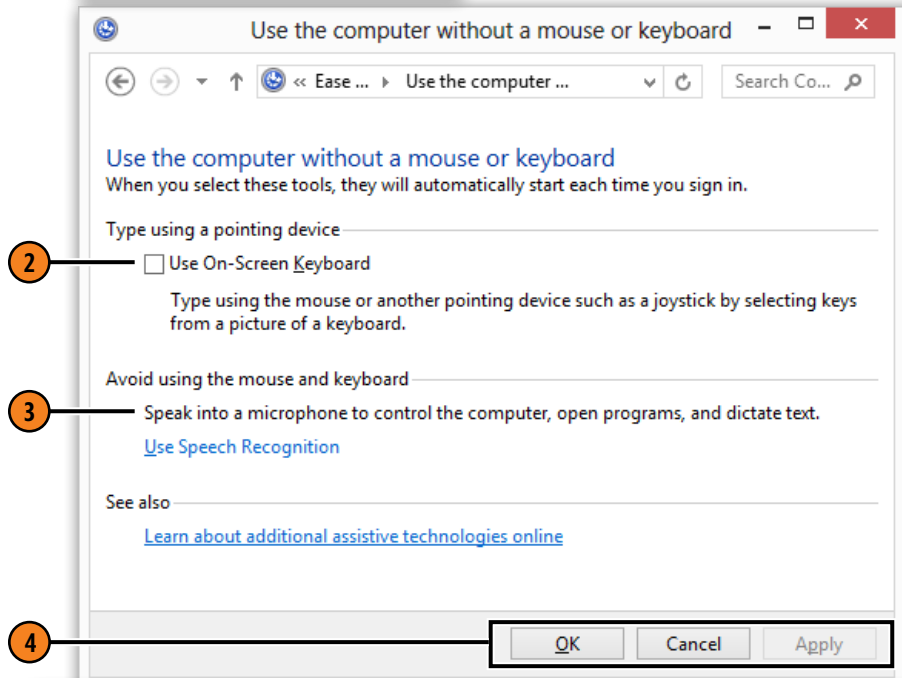 Use the computer without a mouse or keyboard
« Ease ... Use the computer ... Search Co...
Use the computer without a mouse or keyboard
When you select these tools, they will automatically start each time you sign in.
Type using a pointing device
2 Use On-Screen Keyboard
Type using the mouse or another pointing device such as a joystick by selecting keys
from a picture of a keyboard.
Avoid using the mouse and keyboard
3 Speak into a microphone to control the computer, open programs, and dictate text.
Use Speech Recognition
See also
Learn about additional assistive technologies online
4 OK Cancel Apply